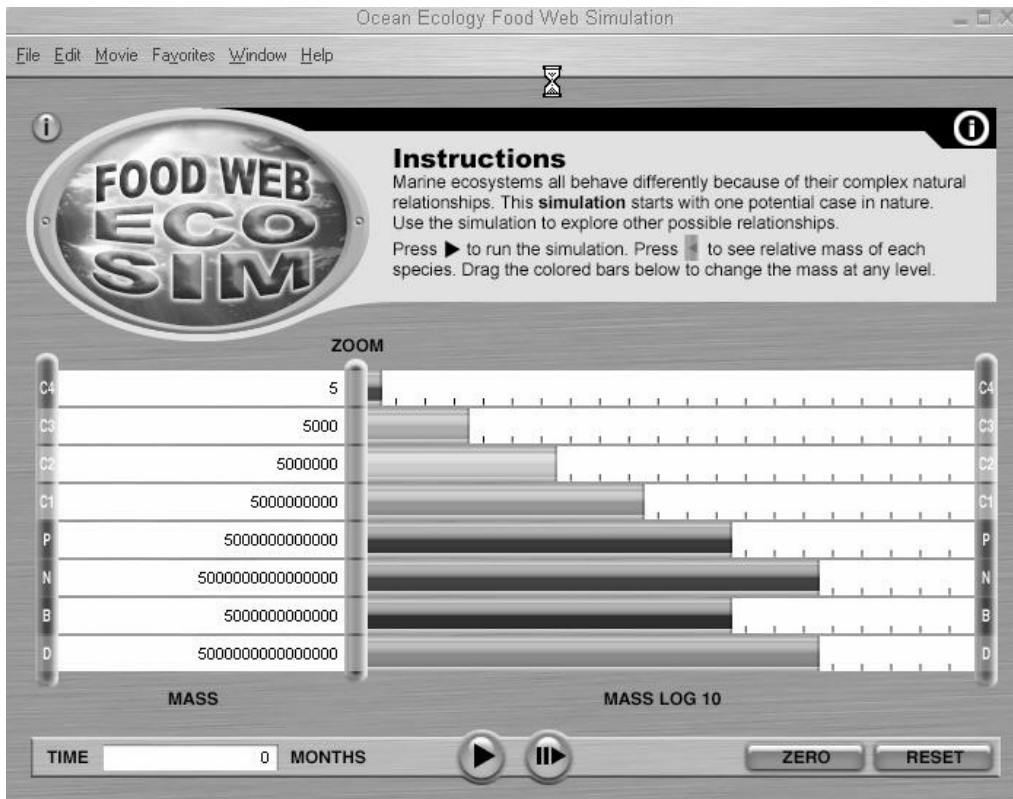 Ocean Ecology Food Web Simulation
File Edit Movie Favorites Window Help
i
i
FOOD WEB
ECO
SIM
Instructions
Marine ecosystems all behave differently because of their complex natural
relationships. This simulation starts with one potential case in nature.
Use the simulation to explore other possible relationships.
Press ▶ to run the simulation. Press ◀ to see relative mass of each
species. Drag the colored bars below to change the mass at any level.
ZOOM
C4 5 C4
C3 5000 C3
C2 5000000 C2
C1 5000000000 C1
P 5000000000000 P
N 5000000000000000 N
B 5000000000000 B
D 5000000000000000 D
MASS MASS LOG 10
TIME 0 MONTHS ZERO RESET